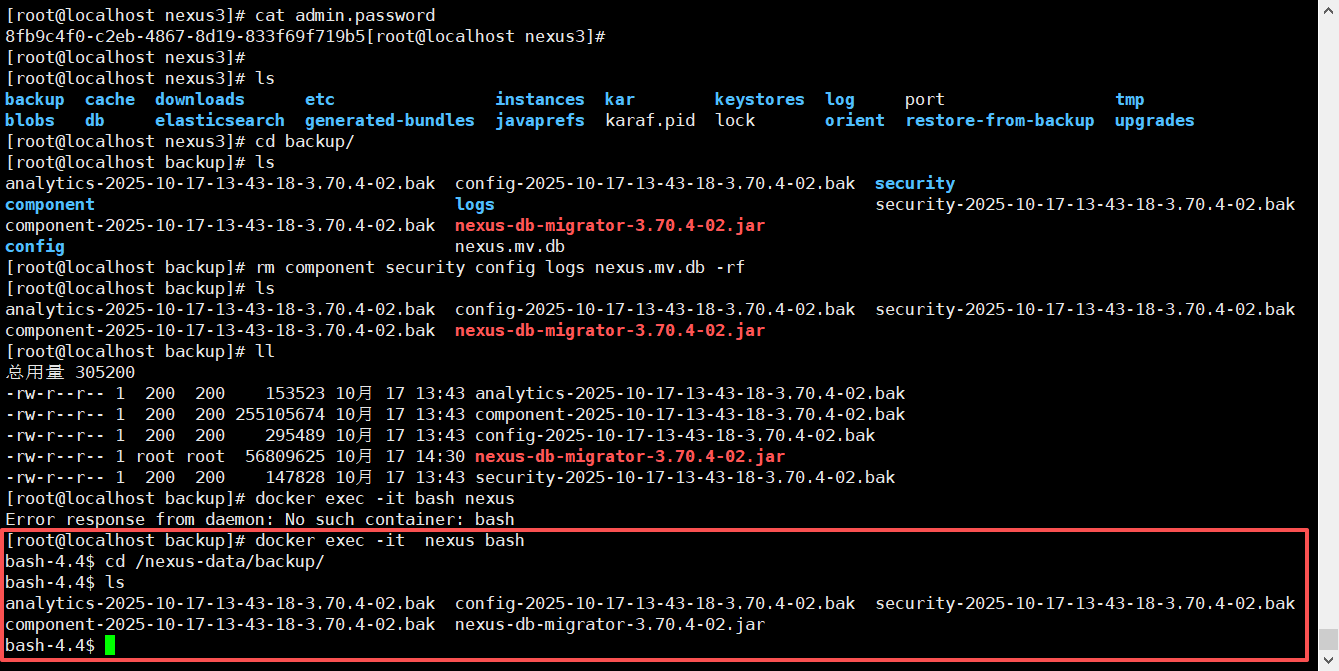 [root@localhost nexus3]# cat admin.password
8fb9c4f0-c2eb-4867-8d19-833f69f719b5[root@localhost nexus3]#
[root@localhost nexus3]#
[root@localhost nexus3]# ls
backup  cache  downloads      etc                instances  kar        keystores  log     port                 tmp
blobs   db     elasticsearch  generated-bundles  javaprefs  karaf.pid  lock       orient  restore-from-backup  upgrades
[root@localhost nexus3]# cd backup/
[root@localhost backup]# ls
analytics-2025-10-17-13-43-18-3.70.4-02.bak  config-2025-10-17-13-43-18-3.70.4-02.bak  security
component                                    logs                                      security-2025-10-17-13-43-18-3.70.4-02.bak
component-2025-10-17-13-43-18-3.70.4-02.bak  nexus-db-migrator-3.70.4-02.jar
config                                       nexus.mv.db
[root@localhost backup]# rm component security config logs nexus.mv.db -rf
[root@localhost backup]# ls
analytics-2025-10-17-13-43-18-3.70.4-02.bak  config-2025-10-17-13-43-18-3.70.4-02.bak  security-2025-10-17-13-43-18-3.70.4-02.bak
component-2025-10-17-13-43-18-3.70.4-02.bak  nexus-db-migrator-3.70.4-02.jar
[root@localhost backup]# ll
总用量 305200
-rw-r--r-- 1  200  200    153523 10月 17 13:43 analytics-2025-10-17-13-43-18-3.70.4-02.bak
-rw-r--r-- 1  200  200 255105674 10月 17 13:43 component-2025-10-17-13-43-18-3.70.4-02.bak
-rw-r--r-- 1  200  200    295489 10月 17 13:43 config-2025-10-17-13-43-18-3.70.4-02.bak
-rw-r--r-- 1 root root  56809625 10月 17 14:30 nexus-db-migrator-3.70.4-02.jar
-rw-r--r-- 1  200  200    147828 10月 17 13:43 security-2025-10-17-13-43-18-3.70.4-02.bak
[root@localhost backup]# docker exec -it bash nexus
Error response from daemon: No such container: bash
[root@localhost backup]# docker exec -it  nexus bash
bash-4.4$ cd /nexus-data/backup/
bash-4.4$ ls
analytics-2025-10-17-13-43-18-3.70.4-02.bak  config-2025-10-17-13-43-18-3.70.4-02.bak  security-2025-10-17-13-43-18-3.70.4-02.bak
component-2025-10-17-13-43-18-3.70.4-02.bak  nexus-db-migrator-3.70.4-02.jar
bash-4.4$